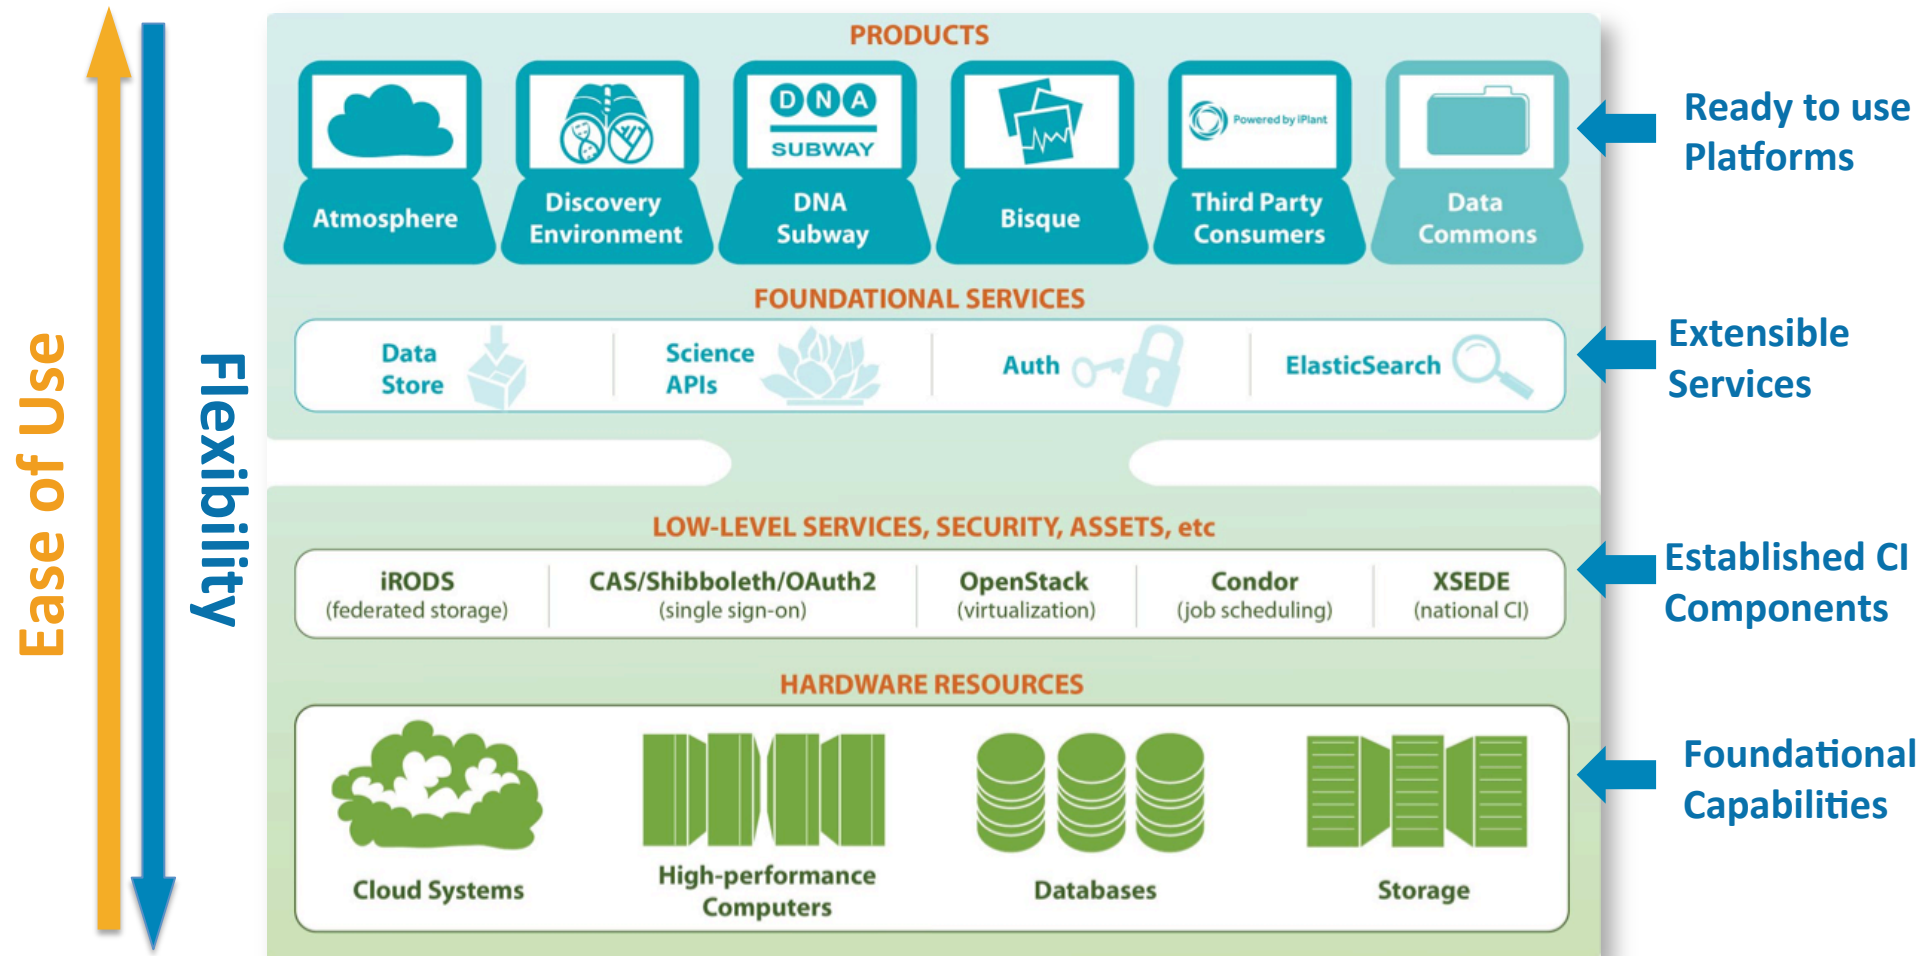 PRODUCTS
DNA
SUBWAY
Powered by iPlant
Atmosphere
Discovery
Environment
DNA
Subway
Bisque
Third Party
Consumers
Data
Commons
Ready to use
Platforms
FOUNDATIONAL SERVICES
Data
Store
Science
APIs
Auth
ElasticSearch
Extensible
Services
Ease of Use
Flexibility
LOW-LEVEL SERVICES, SECURITY, ASSETS, etc
iRODS
(federated storage)
CAS/Shibboleth/OAuth2
(single sign-on)
OpenStack
(virtualization)
Condor
(job scheduling)
XSEDE
(national CI)
Established CI
Components
HARDWARE RESOURCES
Cloud Systems
High-performance
Computers
Databases
Storage
Foundational
Capabilities